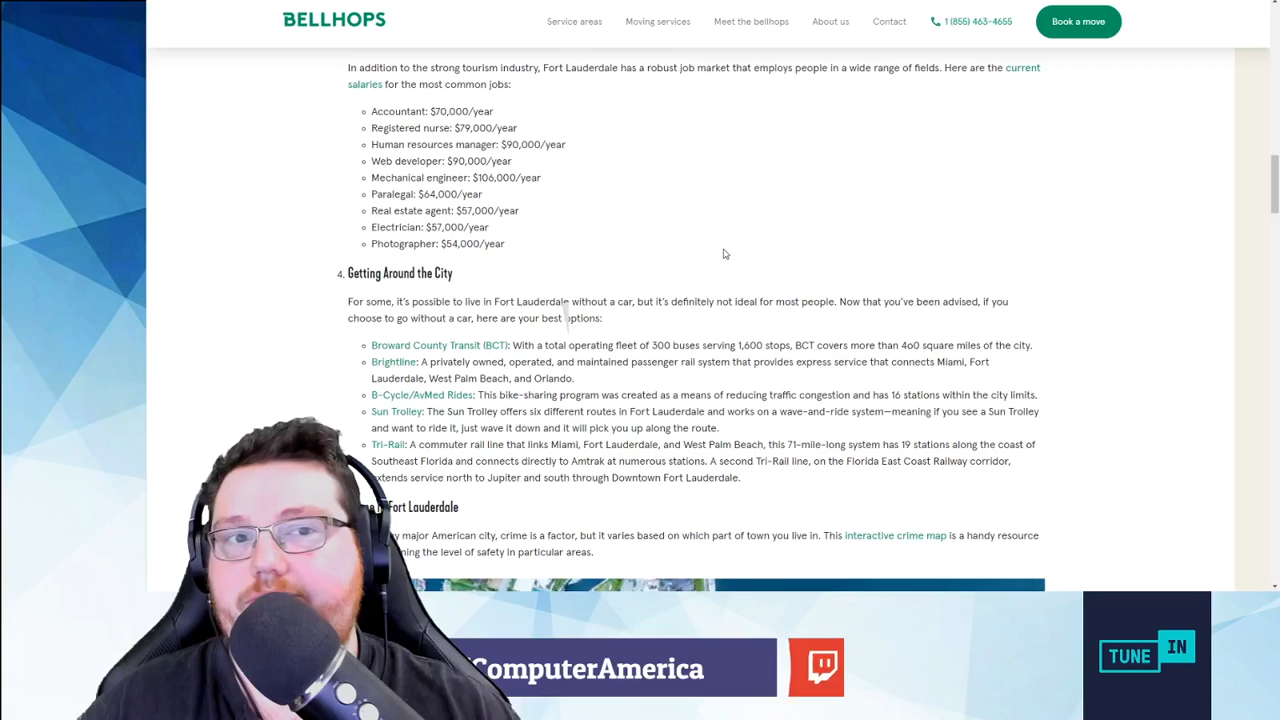 BELLHOPS
Service areas
Moving services
Meet the bellhops
About us
Contact
1 (855) 463-4655
Book a move
In addition to the strong tourism industry, Fort Lauderdale has a robust job market that employs people in a wide range of fields. Here are the current
salaries for the most common jobs:
Accountant: $70,000/year
Registered nurse: $79,000/year
Human resources manager: $90,000/year
Web developer: $90,000/year
Mechanical engineer: $106,000/year
Paralegal: $64,000/year
Real estate agent: $57,000/year
Electrician: $57,000/year
Photographer: $54,000/year
4. Getting Around the City
For some, it's possible to live in Fort Lauderdale without a car, but it's definitely not ideal for most people. Now that you've been advised, if you
choose to go without a car, here are your best options:
Broward County Transit (BCT): With a total operating fleet of 300 buses serving 1,600 stops, BCT covers more than 4oo square miles of the city.
Brightline: A privately owned, operated, and maintained passenger rail system that provides express service that connects Miami, Fort
Lauderdale, West Palm Beach, and Orlando.
B-Cycle/AvMed Rides: This bike-sharing program was created as a means of reducing traffic congestion and has 16 stations within the city limits.
Sun Trolley: The Sun Trolley offers six different routes in Fort Lauderdale and works on a wave-and-ride system—meaning if you see a Sun Trolley
and want to ride it, just wave it down and it will pick you up along the route.
Tri-Rail: A commuter rail line that links Miami, Fort Lauderdale, and West Palm Beach, this 71-mile-long system has 19 stations along the coast of
Southeast Florida and connects directly to Amtrak at numerous stations. A second Tri-Rail line, on the Florida East Coast Railway corridor,
extends service north to Jupiter and south through Downtown Fort Lauderdale.
Fort Lauderdale
major American city, crime is a factor, but it varies based on which part of town you live in. This interactive crime map is a handy resource
the level of safety in particular areas.
ComputerAmerica
TUNE IN